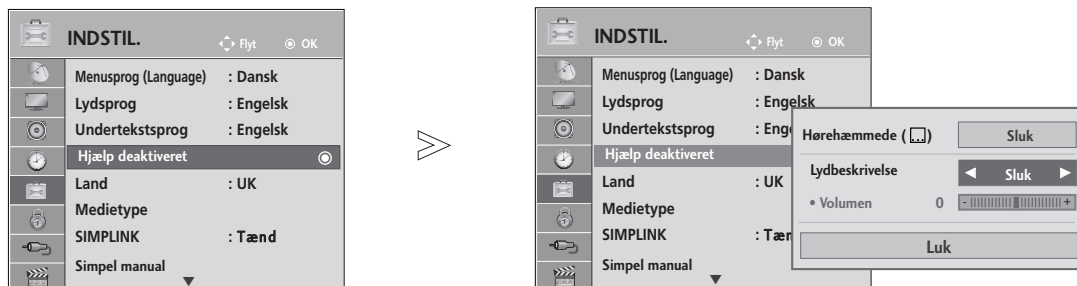 INDSTIL.
Flyt OK
Menusprog (Language) : Dansk
Lydsprog : Engelsk
Undertekstsprog : Engelsk
Hjælp deaktiveret
Land : UK
Medietype
SIMPLINK : Tænd
Simpel manual
INDSTIL.
Flyt OK
Menusprog (Language) : Dansk
Lydsprog : Engelsk
Undertekstsprog : Eng
Hjælp deaktiveret
Land : UK
Medietype
SIMPLINK : Tæn
Simpel manual
Hørehæmmede ( ) Sluk
Lydbeskrivelse ◀ Sluk ▶
• Volumen 0 - +
Luk